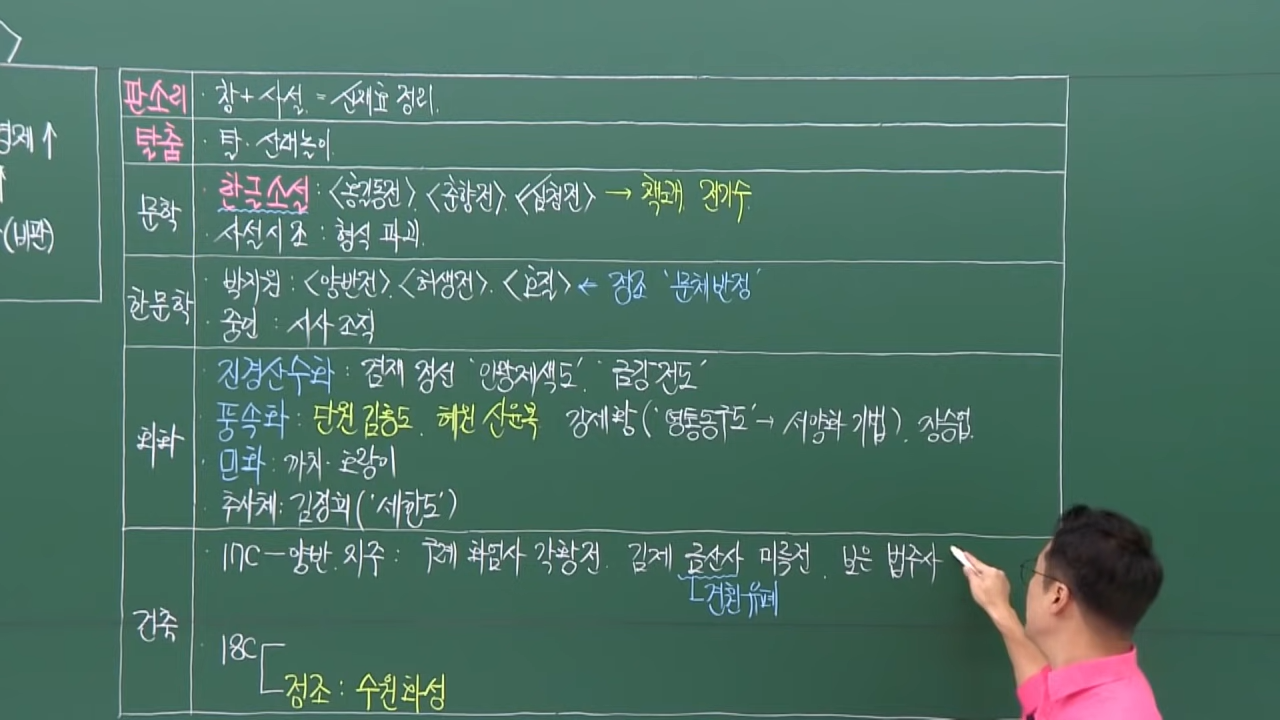 경제↑
↑
(비판)
판소리 · 창+사설 = 신재효 정리.
탈춤 · 탈·산대놀이.
문학 · 한글소설 : <홍길동전>, <춘향전>, <심청전> → 책쾌, 전기수.
· 사설시조 : 형식 파괴.
한문학 · 박지원 : <양반전>, <허생전>, <호질> ← 정조 '문체반정'
· 중인 : 시사 조직
회화 · 진경산수화 : 겸재 정선 '인왕제색도', '금강전도'
· 풍속화 : 단원 김홍도, 혜원 신윤복 강세황('영통동구도' → 서양화 기법), 장승업.
· 민화 : 까치·호랑이
· 추사체 : 김정희('세한도')
건축 · 17C - 양반, 지주 : 구례 화엄사 각황전, 김제 금산사 미륵전, 보은 법주사
견훤 유폐
· 18C
정조 : 수원화성